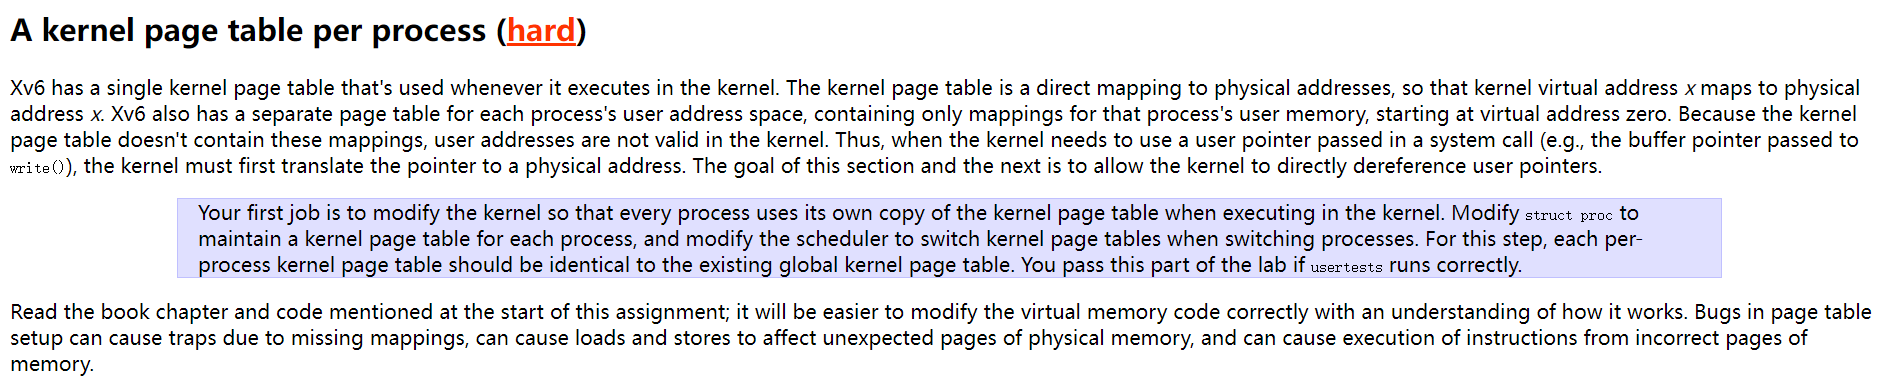 A kernel page table per process (hard)
Xv6 has a single kernel page table that's used whenever it executes in the kernel. The kernel page table is a direct mapping to physical addresses, so that kernel virtual address x maps to physical
address x. Xv6 also has a separate page table for each process's user address space, containing only mappings for that process's user memory, starting at virtual address zero. Because the kernel
page table doesn't contain these mappings, user addresses are not valid in the kernel. Thus, when the kernel needs to use a user pointer passed in a system call (e.g., the buffer pointer passed to
write()), the kernel must first translate the pointer to a physical address. The goal of this section and the next is to allow the kernel to directly dereference user pointers.
Your first job is to modify the kernel so that every process uses its own copy of the kernel page table when executing in the kernel. Modify struct proc to
maintain a kernel page table for each process, and modify the scheduler to switch kernel page tables when switching processes. For this step, each per-
process kernel page table should be identical to the existing global kernel page table. You pass this part of the lab if usertests runs correctly.
Read the book chapter and code mentioned at the start of this assignment; it will be easier to modify the virtual memory code correctly with an understanding of how it works. Bugs in page table
setup can cause traps due to missing mappings, can cause loads and stores to affect unexpected pages of physical memory, and can cause execution of instructions from incorrect pages of
memory.